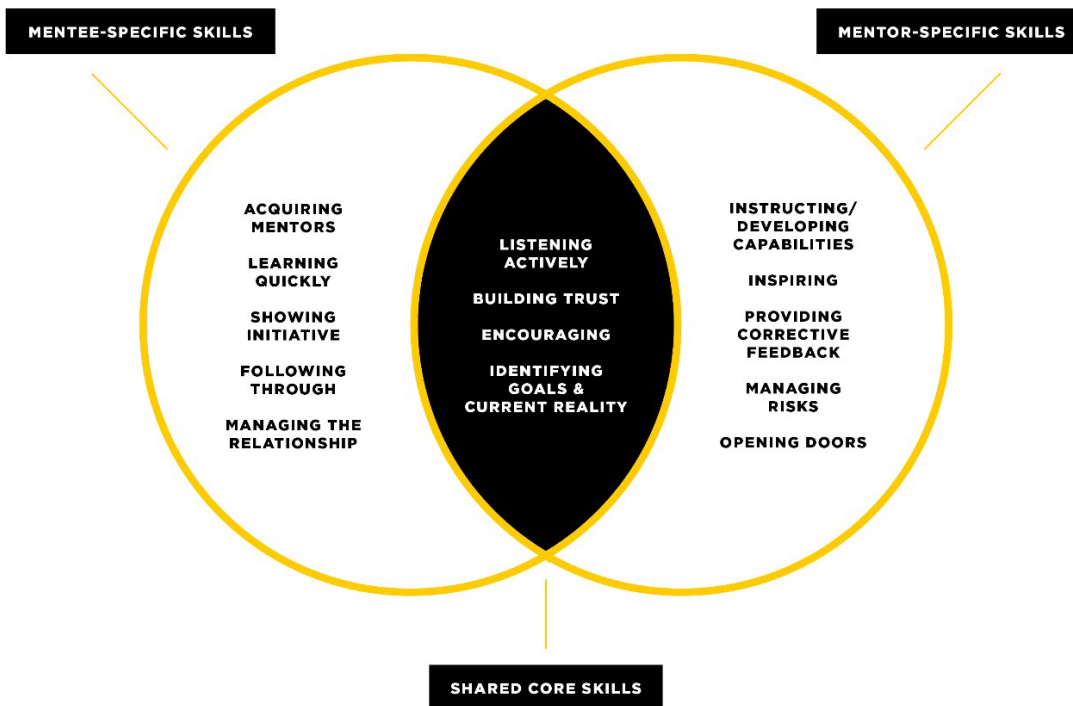 MENTEE-SPECIFIC SKILLS
MENTOR-SPECIFIC SKILLS
ACQUIRING
MENTORS
LEARNING
QUICKLY
SHOWING
INITIATIVE
FOLLOWING
THROUGH
MANAGING THE
RELATIONSHIP
LISTENING
ACTIVELY
BUILDING TRUST
ENCOURAGING
IDENTIFYING
GOALS &
CURRENT REALITY
INSTRUCTING/
DEVELOPING
CAPABILITIES
INSPIRING
PROVIDING
CORRECTIVE
FEEDBACK
MANAGING
RISKS
OPENING DOORS
SHARED CORE SKILLS